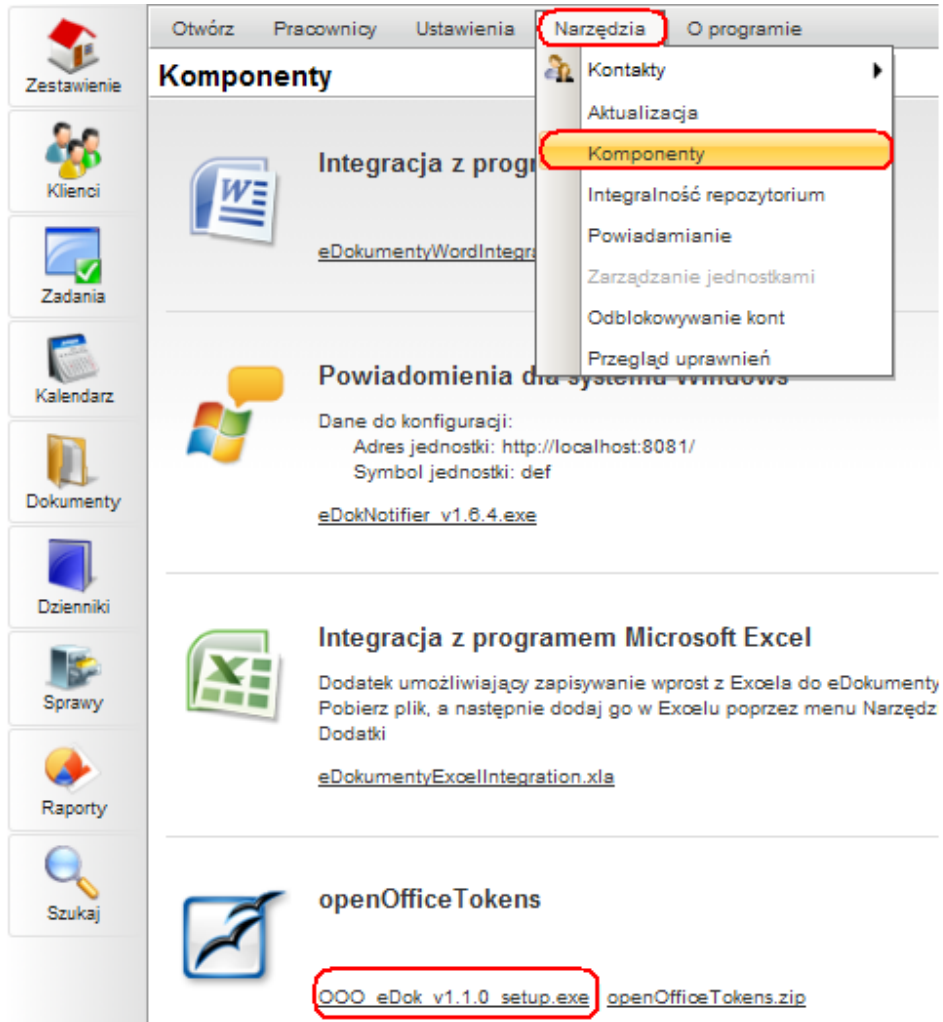 Otwórz Pracownicy Ustawienia Narzędzia O programie
Komponenty
Kontakty
Aktualizacja
Komponenty
Integralność repozytorium
Powiadamianie
Zarządzanie jednostkami
Odblokowywanie kont
Przegląd uprawnień
Zestawienie
Klienci
Zadania
Kalendarz
Dokumenty
Dzienniki
Sprawy
Raporty
Szukaj
Integracja z prog
eDokumentyWordIntegra
Powiadomienia dla systemu Windows
Dane do konfiguracji:
Adres jednostki: http://localhost:8081/
Symbol jednostki: def
eDokNotifier_v1.6.4.exe
Integracja z programem Microsoft Excel
Dodatek umożliwiający zapisywanie wprost z Excela do eDokumenty
Pobierz plik, a następnie dodaj go w Excelu poprzez menu Narzędz
Dodatki
eDokumentyExcelIntegration.xla
openOfficeTokens
OOO_eDok_v1.1.0_setup.exe openOfficeTokens.zip